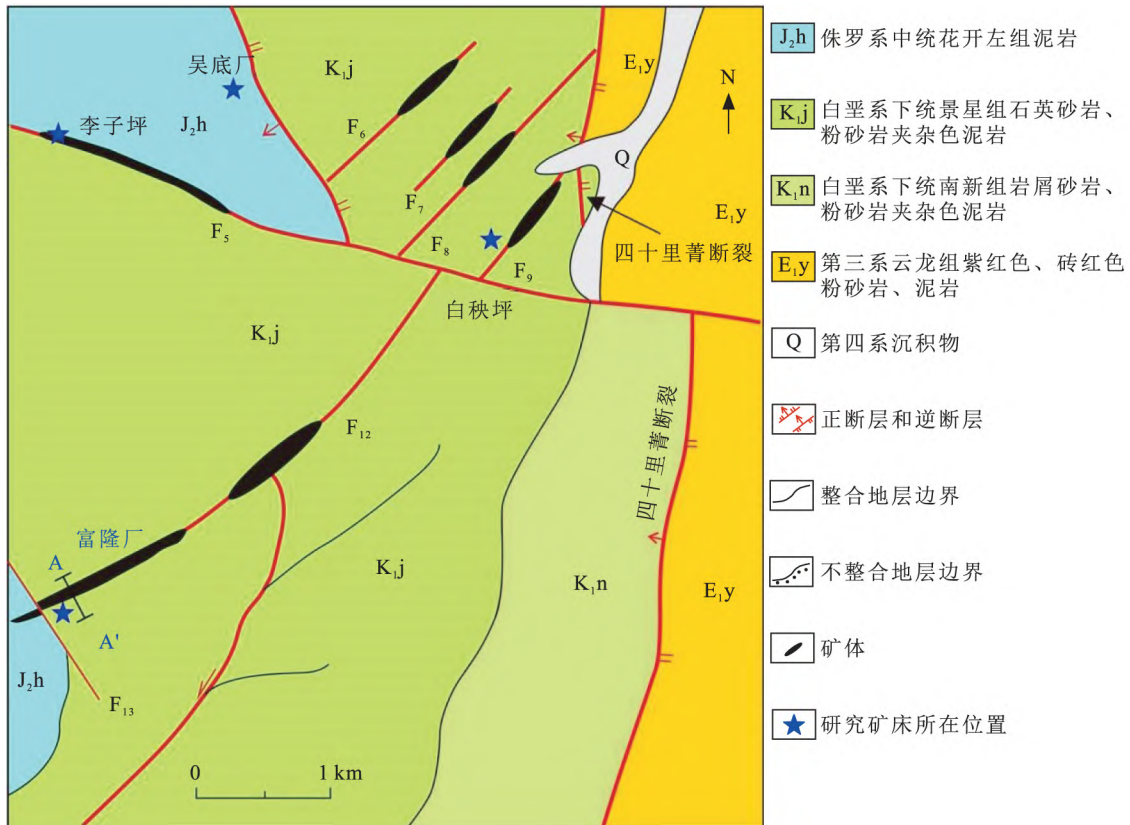 吴底厂
K₁j
E₁y
N
李子坪
J₂h
F₆
Q
F₅
F₇
F₈
F₉
E₁y
四十里菁断裂
白秧坪
K₁j
F₁₂
四十里菁断裂
富隆厂
A
A'
K₁j
K₁n
E₁y
J₂h
F₁₃
0 1 km
J₂h 侏罗系中统花开左组泥岩
K₁j 白垩系下统景星组石英砂岩、
粉砂岩夹杂色泥岩
K₁n 白垩系下统南新组岩屑砂岩、
粉砂岩夹杂色泥岩
E₁y 第三系云龙组紫红色、砖红色
粉砂岩、泥岩
Q 第四系沉积物
正断层和逆断层
整合地层边界
不整合地层边界
矿体
研究矿床所在位置